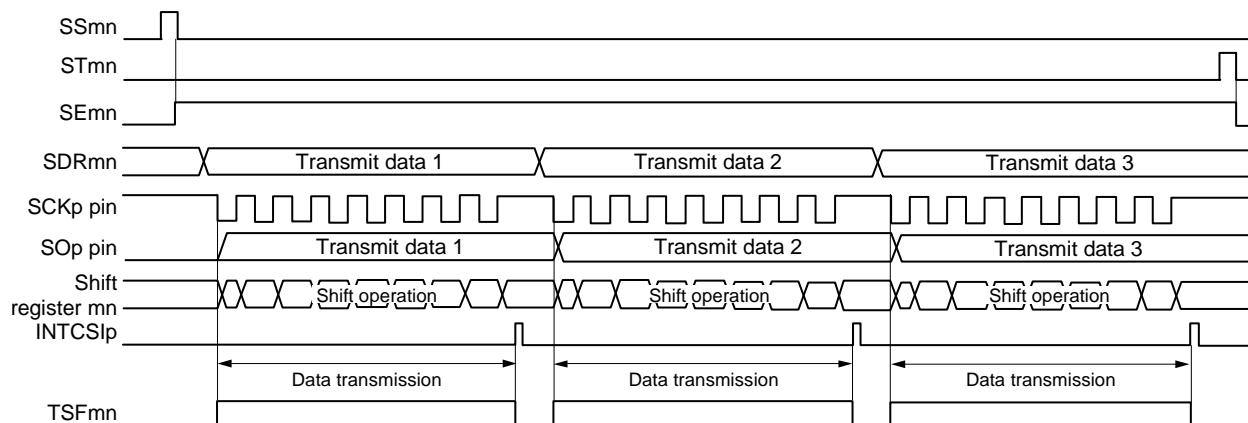 SSmn
STmn
SEmn
SDRmn Transmit data 1 Transmit data 2 Transmit data 3
SCKp pin
SOp pin Transmit data 1 Transmit data 2 Transmit data 3
Shift
register mn Shift operation Shift operation Shift operation
INTCSIp
Data transmission Data transmission Data transmission
TSFmn